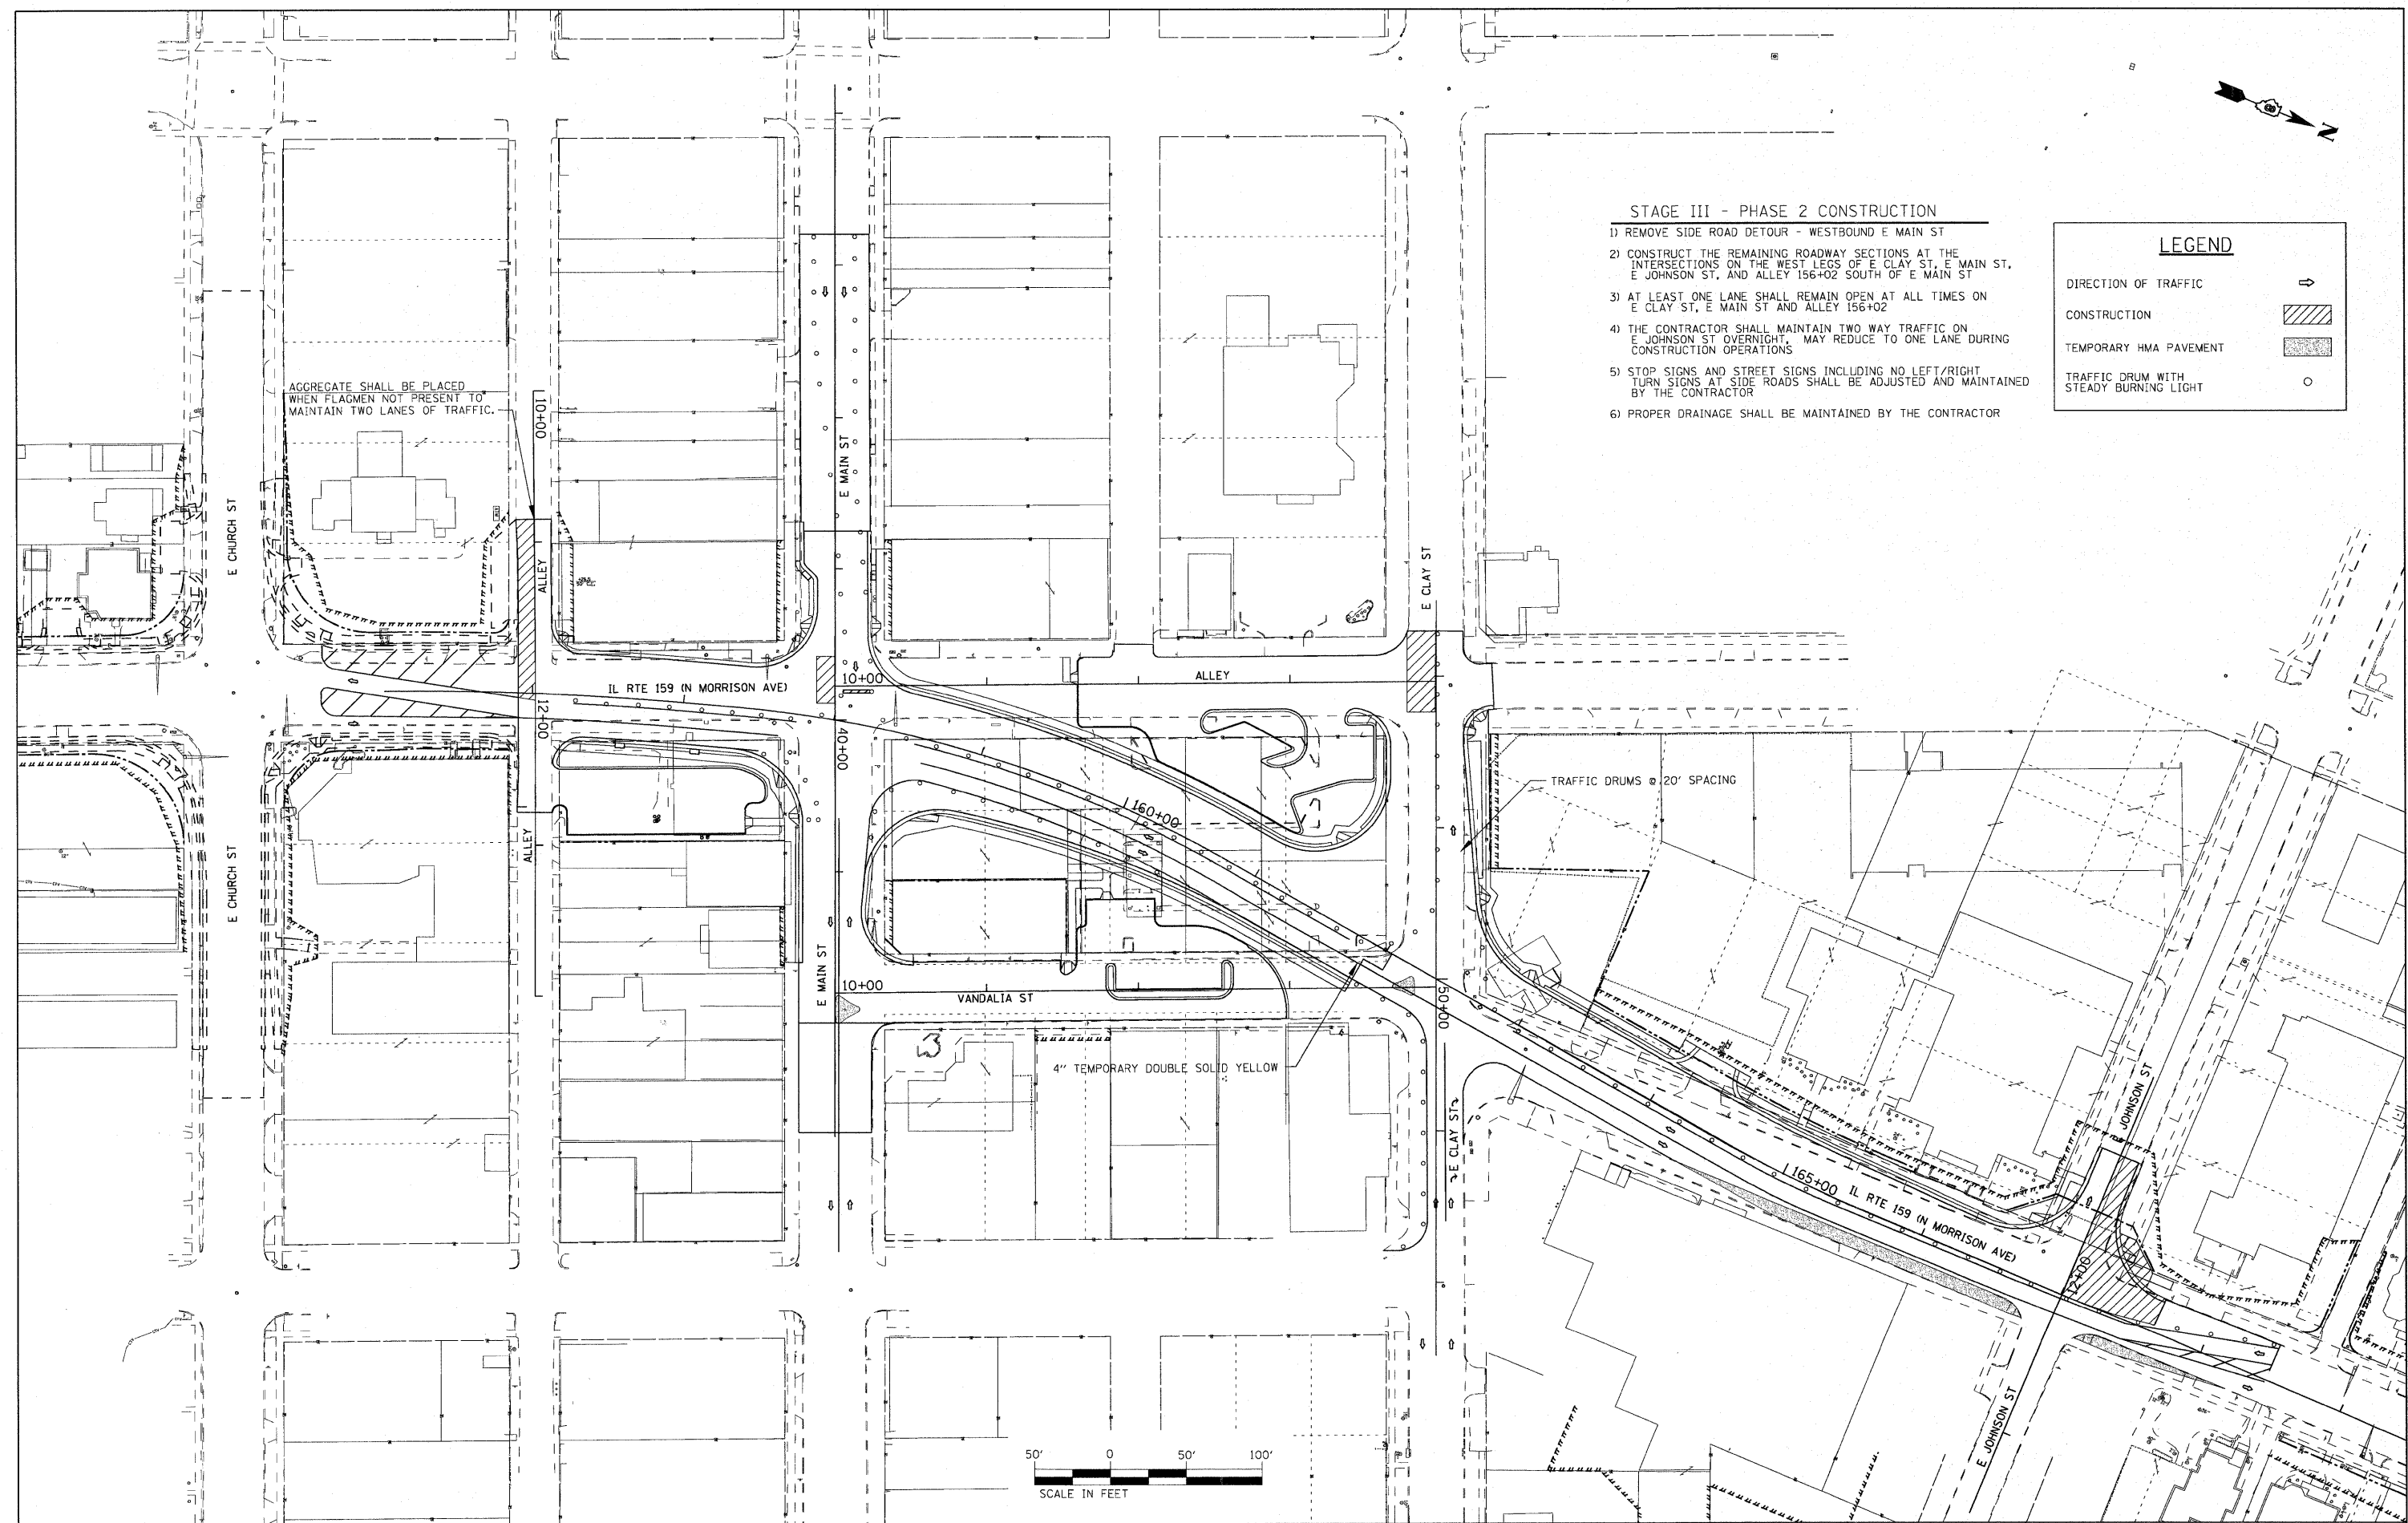 N
STAGE III - PHASE 2 CONSTRUCTION
1) REMOVE SIDE ROAD DETOUR - WESTBOUND E MAIN ST
2) CONSTRUCT THE REMAINING ROADWAY SECTIONS AT THE
INTERSECTIONS ON THE WEST LEGS OF E CLAY ST, E MAIN ST,
E JOHNSON ST, AND ALLEY 156+02 SOUTH OF E MAIN ST
3) AT LEAST ONE LANE SHALL REMAIN OPEN AT ALL TIMES ON
E CLAY ST, E MAIN ST AND ALLEY 156+02
4) THE CONTRACTOR SHALL MAINTAIN TWO WAY TRAFFIC ON
E JOHNSON ST OVERNIGHT, MAY REDUCE TO ONE LANE DURING
CONSTRUCTION OPERATIONS
5) STOP SIGNS AND STREET SIGNS INCLUDING NO LEFT/RIGHT
TURN SIGNS AT SIDE ROADS SHALL BE ADJUSTED AND MAINTAINED
BY THE CONTRACTOR
6) PROPER DRAINAGE SHALL BE MAINTAINED BY THE CONTRACTOR
LEGEND
DIRECTION OF TRAFFIC
CONSTRUCTION
TEMPORARY HMA PAVEMENT
TRAFFIC DRUM WITH
STEADY BURNING LIGHT
AGGREGATE SHALL BE PLACED
WHEN FLAGMEN NOT PRESENT TO
MAINTAIN TWO LANES OF TRAFFIC.
10+00
E MAIN ST
E CHURCH ST
ALLEY
E CLAY ST
IL RTE 159 (N MORRISON AVE)
10+00
ALLEY
12+00
40+00
TRAFFIC DRUMS @ 20' SPACING
160+00
ALLEY
E CHURCH ST
E MAIN ST
10+00
VANDALIA ST
50+00
4" TEMPORARY DOUBLE SOLID YELLOW
E CLAY ST
JOHNSON ST
165+00
IL RTE 159 (N MORRISON AVE)
12+00
E JOHNSON ST
50'
0
50'
100'
SCALE IN FEET